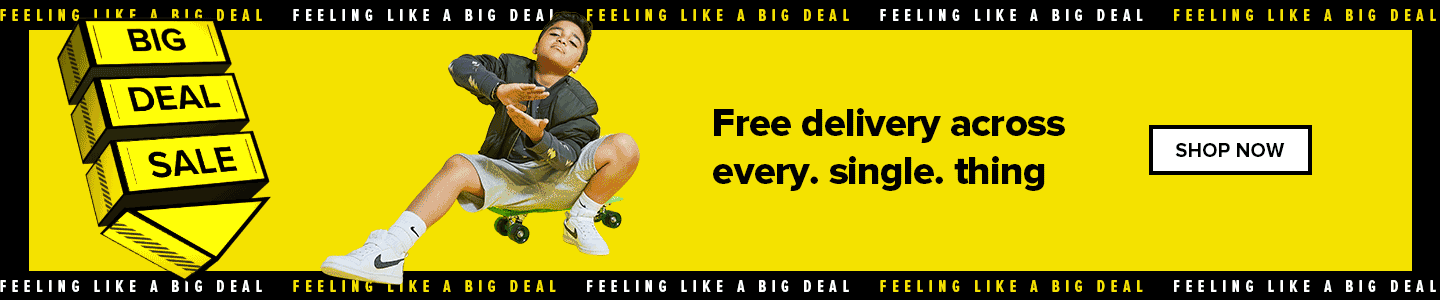 FEELING LIKE A BIG DEAL FEELING LIKE A BIG DEAL FEELING LIKE A BIG DEAL FEELING LIKE A BIG DEAL FEELING LIKE A BIG DEAL
BIG
DEAL
SALE
Free delivery across
every. single. thing
SHOP NOW
FEELING LIKE A BIG DEAL FEELING LIKE A BIG DEAL FEELING LIKE A BIG DEAL FEELING LIKE A BIG DEAL FEELING LIKE A BIG DEAL